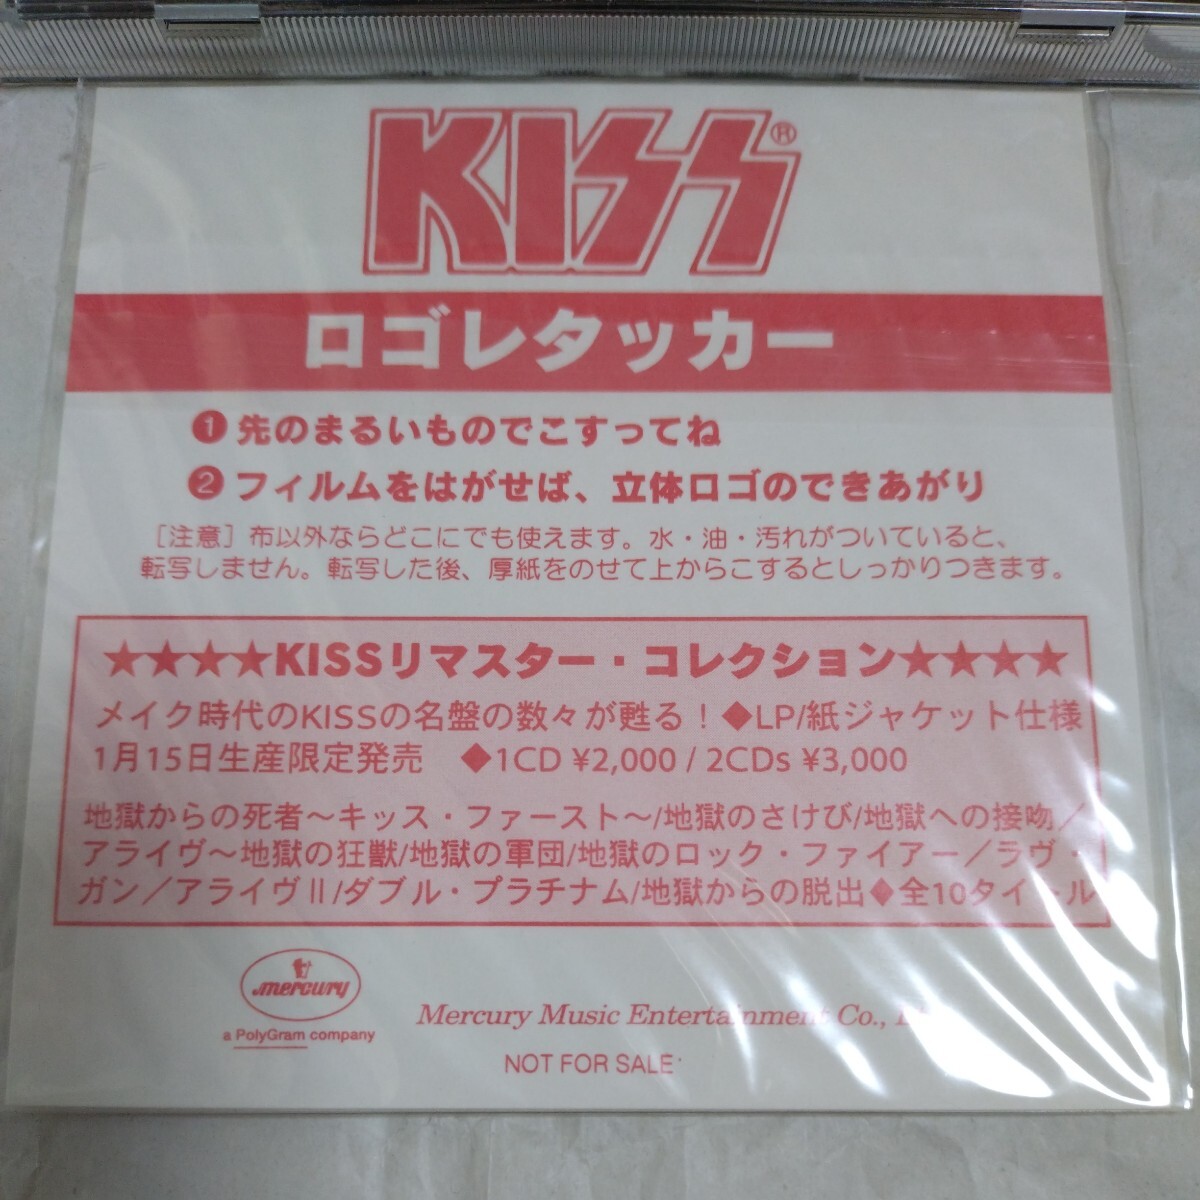 KISS®
ロゴレタッカー
❶ 先のまるいものでこすってね
❷ フィルムをはがせば、立体ロゴのできあがり
［注意］布以外ならどこにでも使えます。水・油・汚れがついていると、
転写しません。転写した後、厚紙をのせて上からこするとしっかりつきます。
★★★★KISSリマスター・コレクション★★★★
メイク時代のKISSの名盤の数々が甦る！◆LP/紙ジャケット仕様
1月15日生産限定発売　◆1CD ¥2,000 / 2CDs ¥3,000
地獄からの死者〜キッス・ファースト〜/地獄のさけび/地獄への接吻／
アライヴ〜地獄の狂獣/地獄の軍団/地獄のロック・ファイアー／ラヴ・
ガン／アライヴⅡ/ダブル・プラチナム/地獄からの脱出◆全10タイトル
mercury
a PolyGram company
Mercury Music Entertainment Co.,
NOT FOR SALE